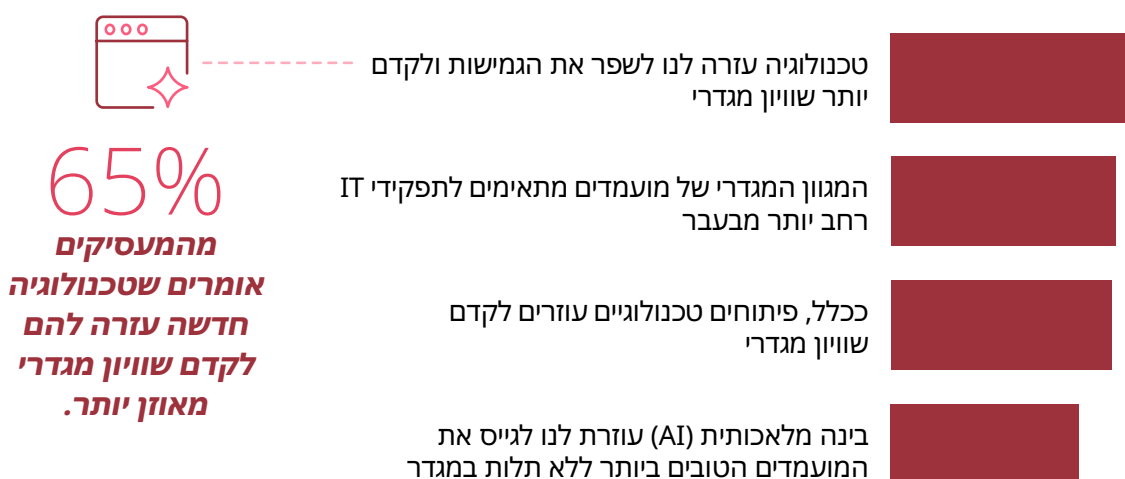 טכנולוגיה עזרה לנו לשפר את הגמישות ולקדם
יותר שוויון מגדרי
המגוון המגדרי של מועמדים מתאימים לתפקידי IT
רחב יותר מבעבר
ככלל, פיתוחים טכנולוגיים עוזרים לקדם
שוויון מגדרי
בינה מלאכותית (AI) עוזרת לנו לגייס את
המועמדים הטובים ביותר ללא תלות במגדר
65%
מהמעסיקים
אומרים שטכנולוגיה
חדשה עזרה להם
לקדם שוויון מגדרי
מאוזן יותר.